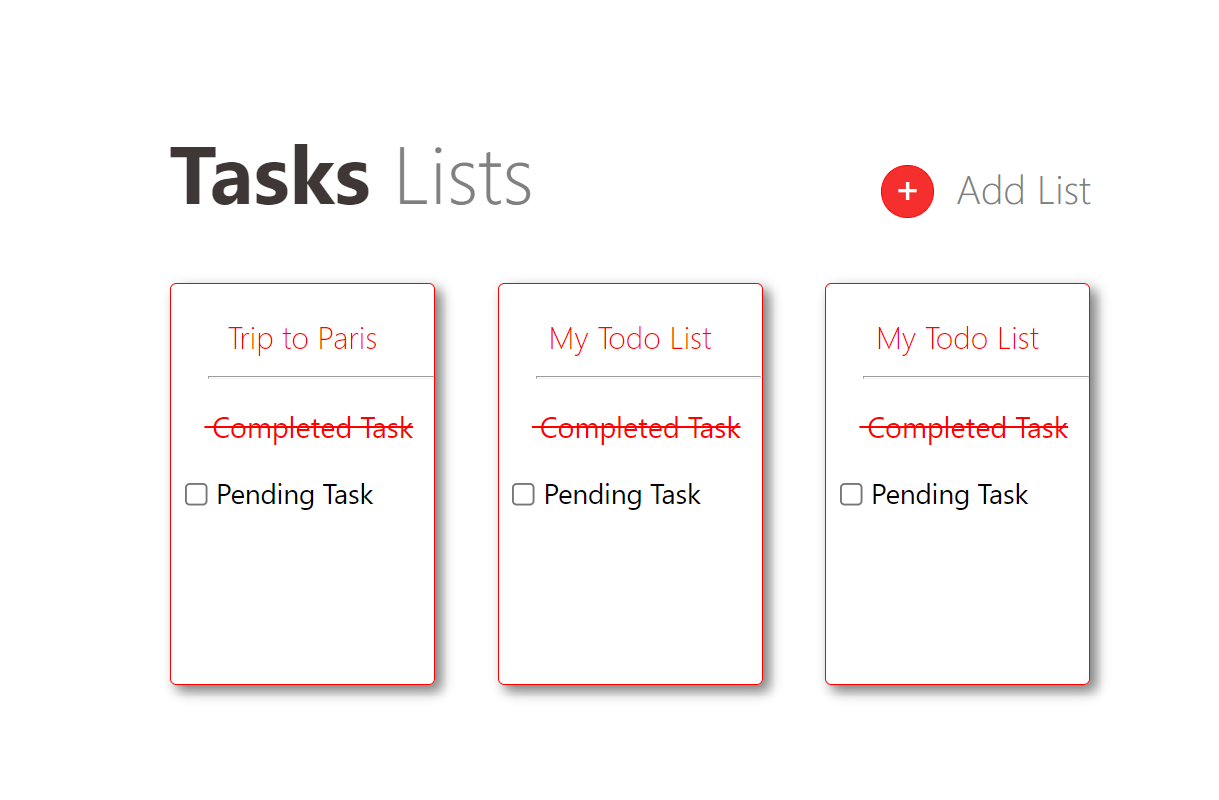 Tasks Lists
+ Add List
Trip to Paris
Completed Task
Pending Task
My Todo List
Completed Task
Pending Task
My Todo List
Completed Task
Pending Task